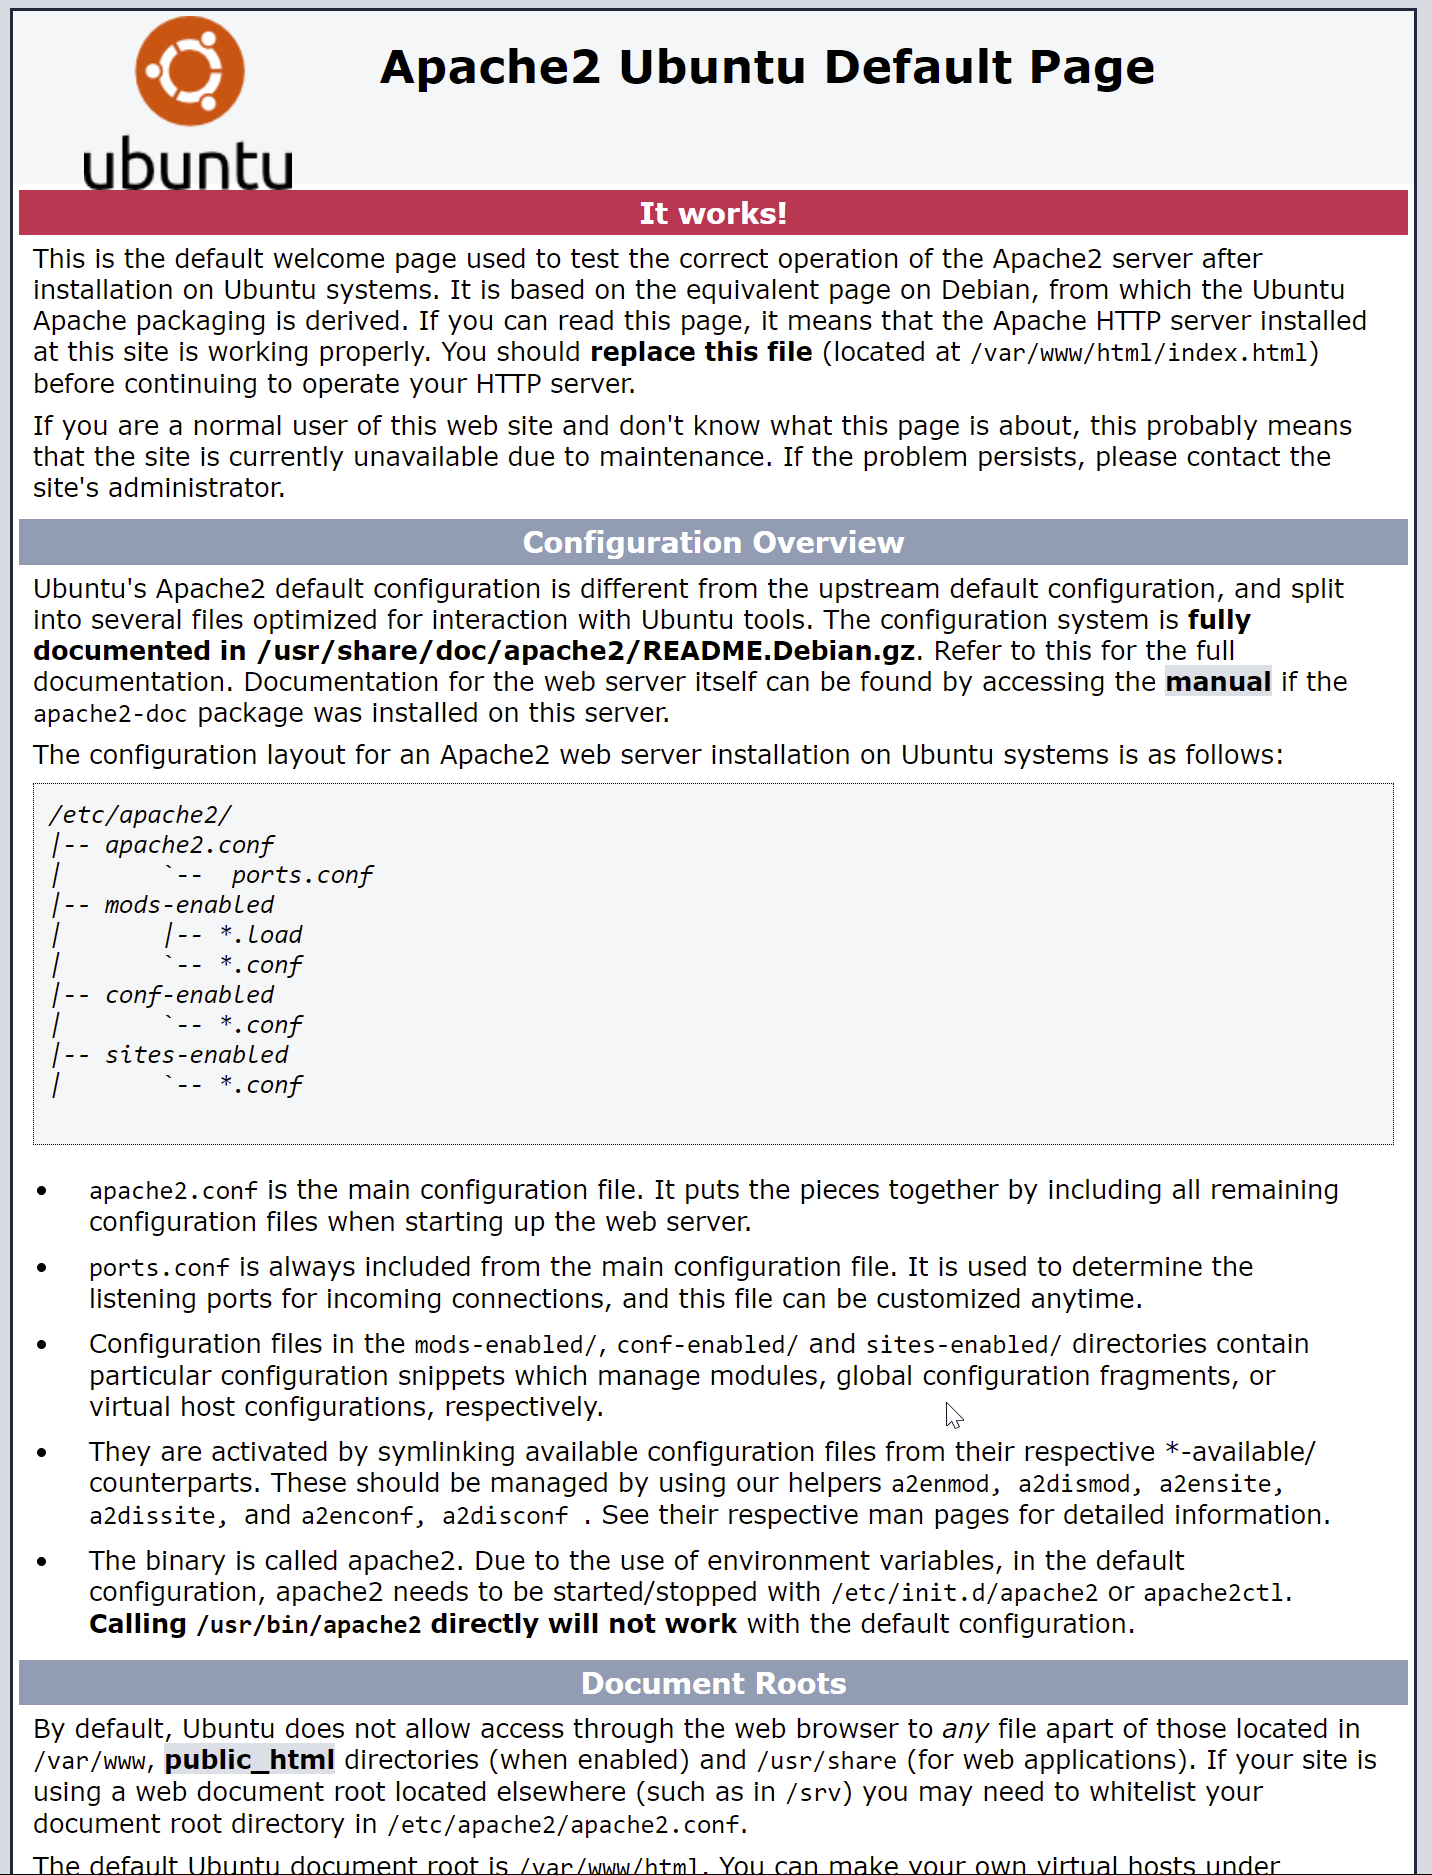 ubuntu
Apache2 Ubuntu Default Page
It works!
This is the default welcome page used to test the correct operation of the Apache2 server after
installation on Ubuntu systems. It is based on the equivalent page on Debian, from which the Ubuntu
Apache packaging is derived. If you can read this page, it means that the Apache HTTP server installed
at this site is working properly. You should replace this file (located at /var/www/html/index.html)
before continuing to operate your HTTP server.
If you are a normal user of this web site and don't know what this page is about, this probably means
that the site is currently unavailable due to maintenance. If the problem persists, please contact the
site's administrator.
Configuration Overview
Ubuntu's Apache2 default configuration is different from the upstream default configuration, and split
into several files optimized for interaction with Ubuntu tools. The configuration system is fully
documented in /usr/share/doc/apache2/README.Debian.gz. Refer to this for the full
documentation. Documentation for the web server itself can be found by accessing the manual if the
apache2-doc package was installed on this server.
The configuration layout for an Apache2 web server installation on Ubuntu systems is as follows:
/etc/apache2/
|-- apache2.conf
|       `--  ports.conf
|-- mods-enabled
|       |-- *.load
|       `-- *.conf
|-- conf-enabled
|       `-- *.conf
|-- sites-enabled
|       `-- *.conf
• apache2.conf is the main configuration file. It puts the pieces together by including all remaining
configuration files when starting up the web server.
• ports.conf is always included from the main configuration file. It is used to determine the
listening ports for incoming connections, and this file can be customized anytime.
• Configuration files in the mods-enabled/, conf-enabled/ and sites-enabled/ directories contain
particular configuration snippets which manage modules, global configuration fragments, or
virtual host configurations, respectively.
• They are activated by symlinking available configuration files from their respective *-available/
counterparts. These should be managed by using our helpers a2enmod, a2dismod, a2ensite,
a2dissite, and a2enconf, a2disconf . See their respective man pages for detailed information.
• The binary is called apache2. Due to the use of environment variables, in the default
configuration, apache2 needs to be started/stopped with /etc/init.d/apache2 or apache2ctl.
Calling /usr/bin/apache2 directly will not work with the default configuration.
Document Roots
By default, Ubuntu does not allow access through the web browser to any file apart of those located in
/var/www, public_html directories (when enabled) and /usr/share (for web applications). If your site is
using a web document root located elsewhere (such as in /srv) you may need to whitelist your
document root directory in /etc/apache2/apache2.conf.
The default Ubuntu document root is /var/www/html. You can make your own virtual hosts under